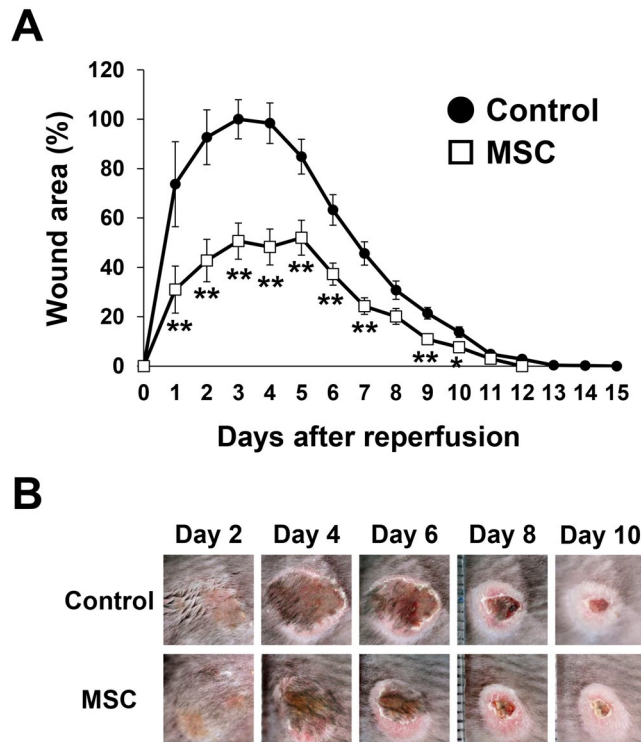 A
120
100
80
60
40
20
0
Wound area (%)
Control
MSC
** ** ** ** ** ** ** ** *
0 1 2 3 4 5 6 7 8 9 10 11 12 13 14 15
Days after reperfusion
B
Day 2 Day 4 Day 6 Day 8 Day 10
Control
MSC